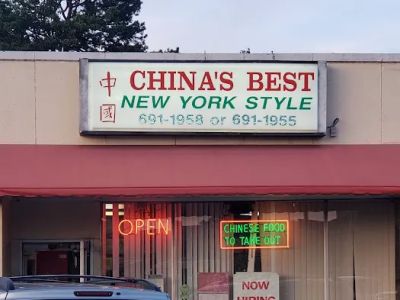 中國
CHINA'S BEST
NEW YORK STYLE
691-1958 or 691-1955
OPEN
CHINESE FOOD
TO TAKE OUT
NOW
HIRING